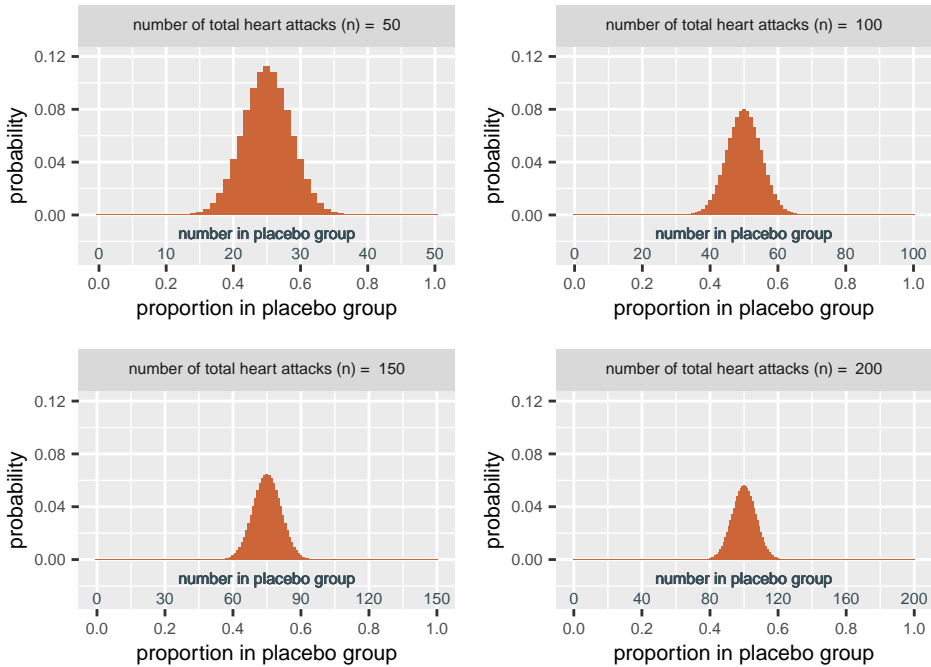 number of total heart attacks (n) = 50
0.12
0.08
0.04
0.00
probability
number in placebo group
0 10 20 30 40 50
0.0 0.2 0.4 0.6 0.8 1.0
proportion in placebo group
number of total heart attacks (n) = 100
0.12
0.08
0.04
0.00
probability
number in placebo group
0 20 40 60 80 100
0.0 0.2 0.4 0.6 0.8 1.0
proportion in placebo group
number of total heart attacks (n) = 150
0.12
0.08
0.04
0.00
probability
number in placebo group
0 30 60 90 120 150
0.0 0.2 0.4 0.6 0.8 1.0
proportion in placebo group
number of total heart attacks (n) = 200
0.12
0.08
0.04
0.00
probability
number in placebo group
0 40 80 120 160 200
0.0 0.2 0.4 0.6 0.8 1.0
proportion in placebo group